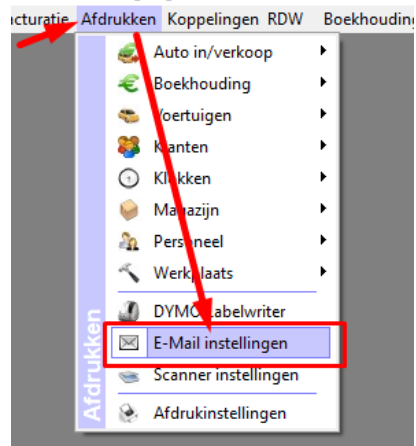 cturatie Afdrukken Koppelingen RDW Boekhouding
Auto in/verkoop
Boekhouding
Voertuigen
Klanten
Klokken
Magazijn
Personeel
Werkplaats
DYMO Labelwriter
E-Mail instellingen
Scanner instellingen
Afdrukinstellingen
Afdrukken